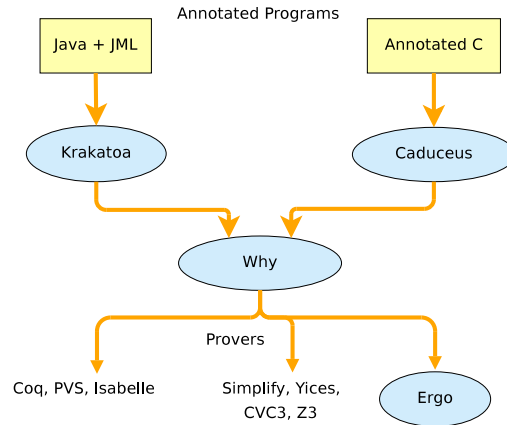 Annotated Programs
Java + JML
Annotated C
Krakatoa
Caduceus
Why
Provers
Coq, PVS, Isabelle
Simplify, Yices,
CVC3, Z3
Ergo